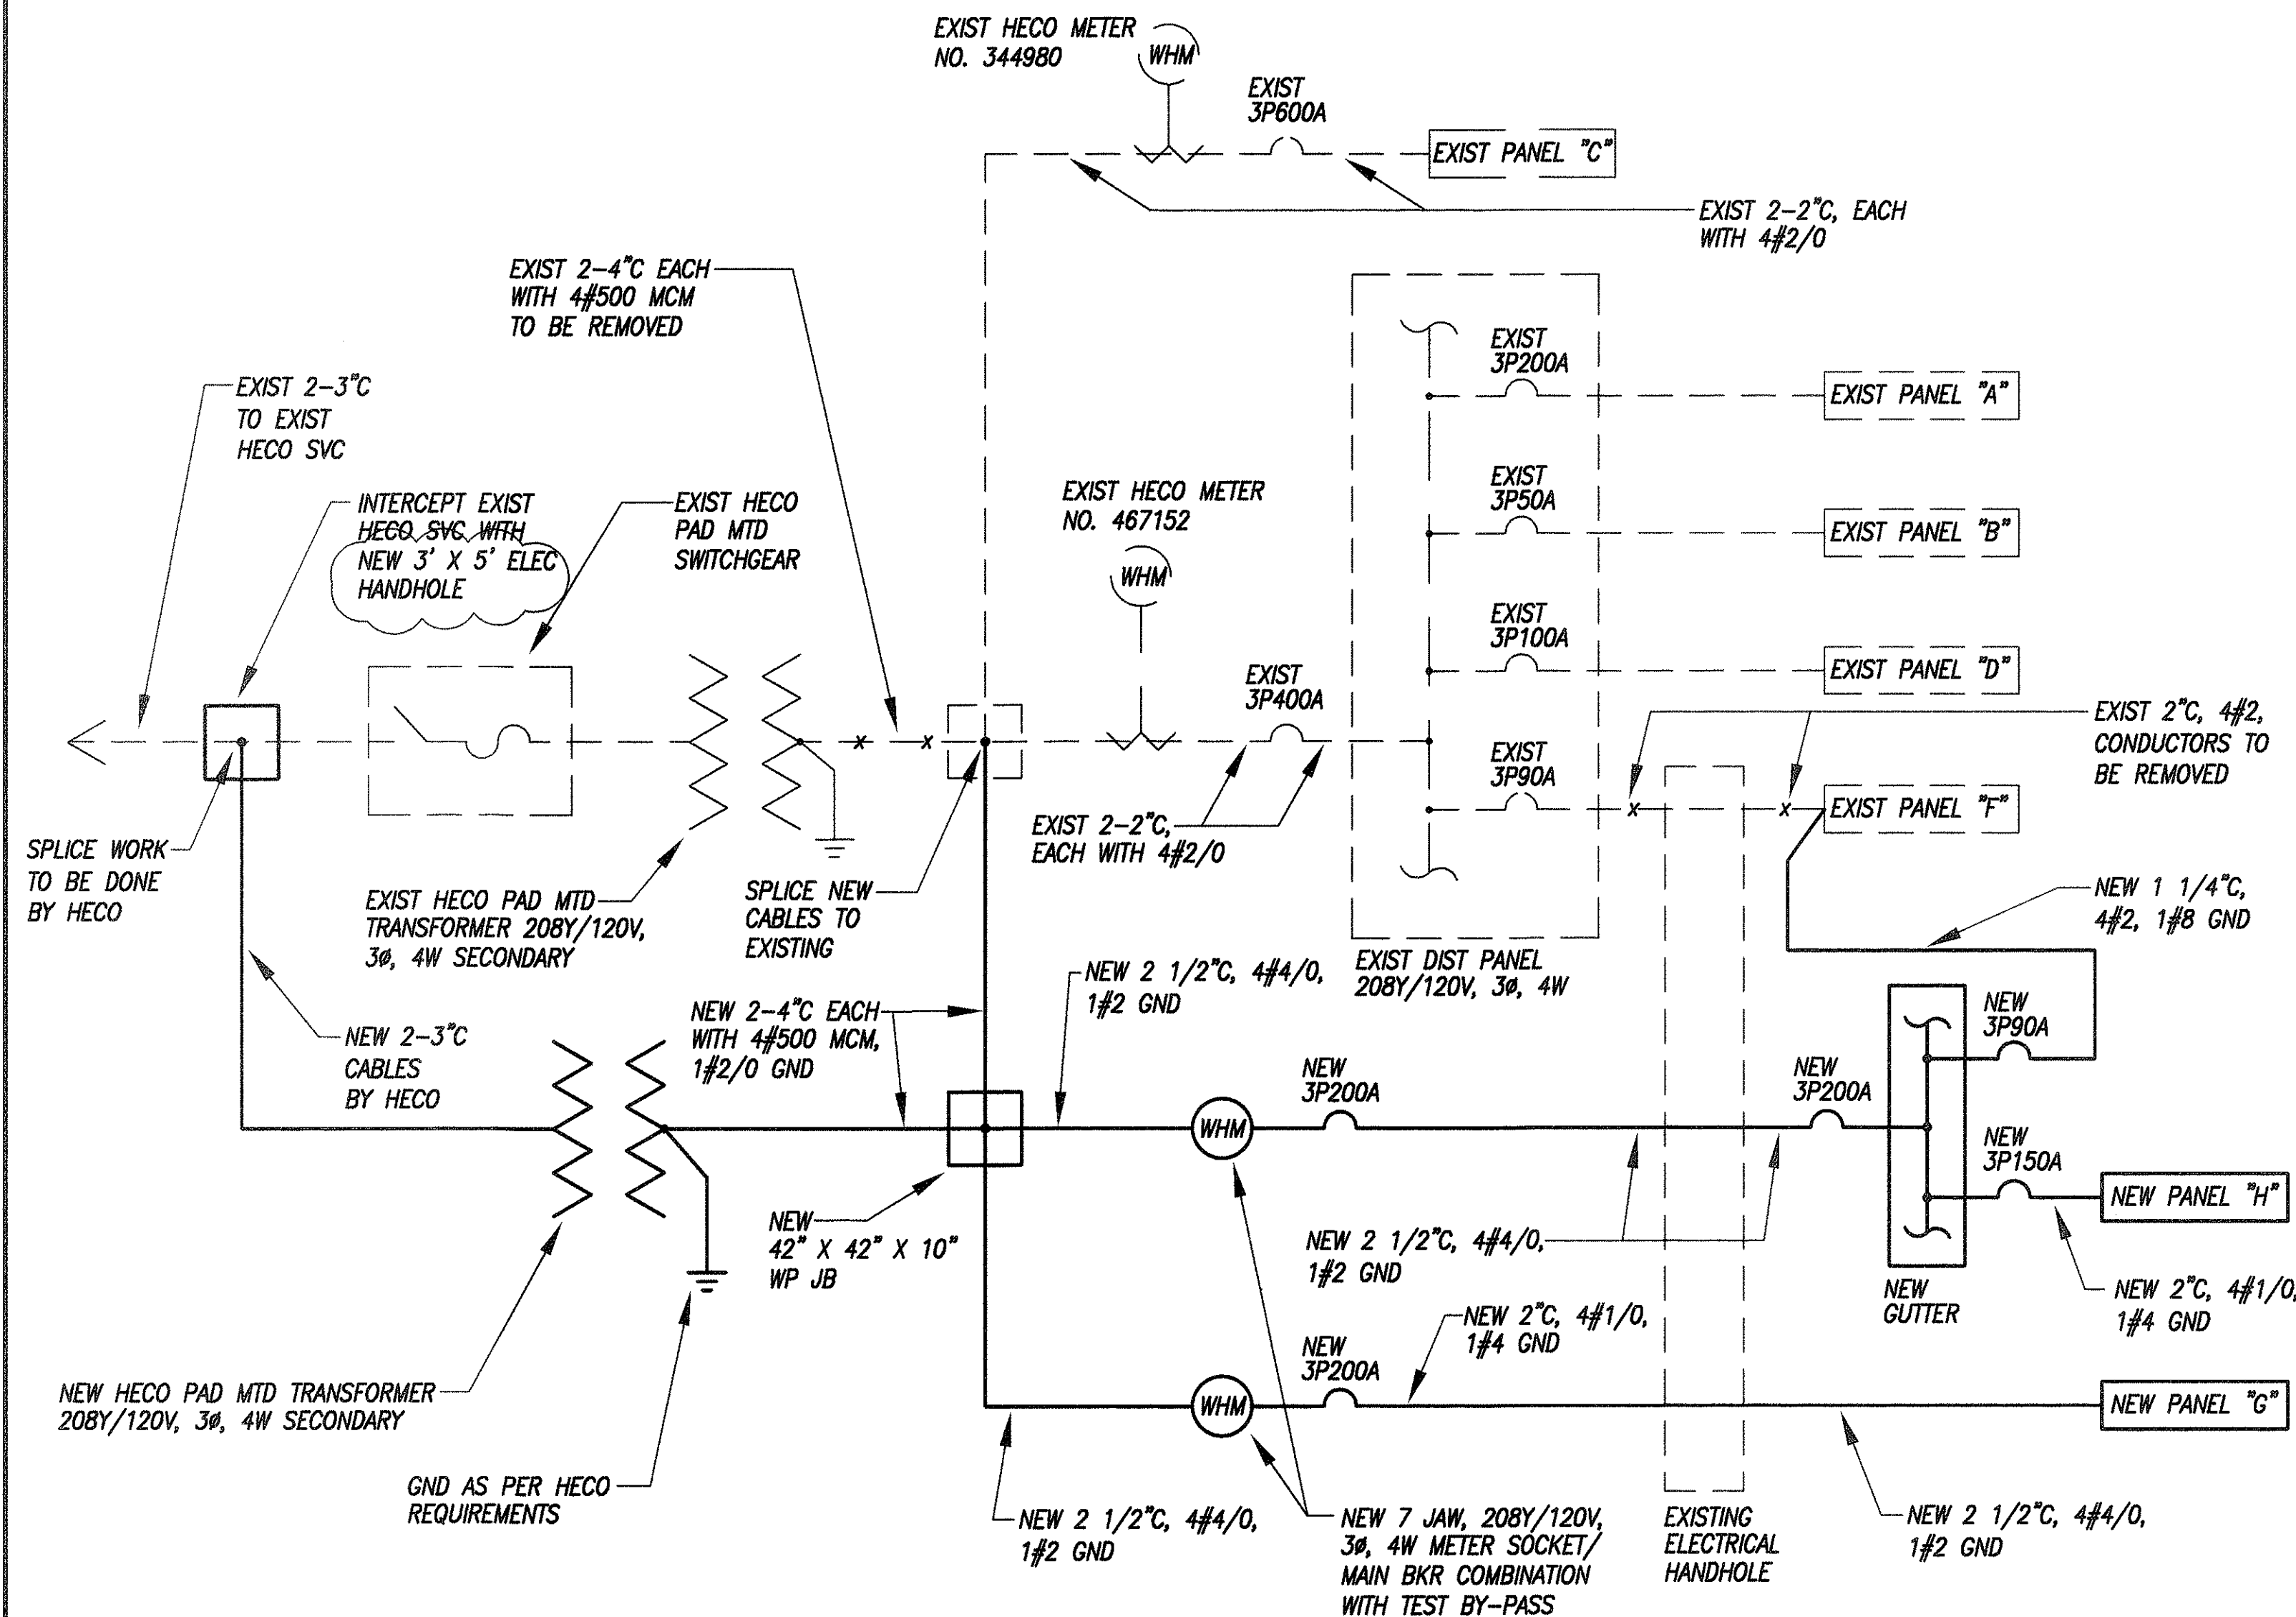 EXIST HECO METER
NO. 344980
WHM
EXIST
3P600A
EXIST PANEL "C"
EXIST 2-2"C, EACH
WITH 4#2/0
EXIST 2-4"C EACH
WITH 4#500 MCM
TO BE REMOVED
EXIST 2-3"C
TO EXIST
HECO SVC
INTERCEPT EXIST
HECO SVC WITH
NEW 3' X 5' ELEC
HANDHOLE
EXIST HECO
PAD MTD
SWITCHGEAR
EXIST HECO METER
NO. 467152
WHM
EXIST
3P400A
EXIST
3P200A
EXIST PANEL "A"
EXIST
3P50A
EXIST PANEL "B"
EXIST
3P100A
EXIST PANEL "D"
EXIST
3P90A
EXIST PANEL "F"
EXIST 2"C, 4#2,
CONDUCTORS TO
BE REMOVED
x x
x x
SPLICE WORK
TO BE DONE
BY HECO
EXIST HECO PAD MTD
TRANSFORMER 208Y/120V,
3ø, 4W SECONDARY
SPLICE NEW
CABLES TO
EXISTING
EXIST 2-2"C,
EACH WITH 4#2/0
EXIST DIST PANEL
208Y/120V, 3ø, 4W
NEW 1 1/4"C,
4#2, 1#8 GND
NEW 2-3"C
CABLES
BY HECO
NEW 2-4"C EACH
WITH 4#500 MCM,
1#2/0 GND
NEW 2 1/2"C, 4#4/0,
1#2 GND
WHM
NEW
3P200A
NEW
3P200A
NEW
3P90A
NEW
3P150A
NEW PANEL "H"
NEW
42" X 42" X 10"
WP JB
NEW 2 1/2"C, 4#4/0,
1#2 GND
NEW
GUTTER
NEW 2"C, 4#1/0,
1#4 GND
NEW HECO PAD MTD TRANSFORMER
208Y/120V, 3ø, 4W SECONDARY
GND AS PER HECO
REQUIREMENTS
WHM
NEW
3P200A
NEW 2"C, 4#1/0,
1#4 GND
NEW PANEL "G"
NEW 2 1/2"C, 4#4/0,
1#2 GND
NEW 7 JAW, 208Y/120V,
3ø, 4W METER SOCKET/
MAIN BKR COMBINATION
WITH TEST BY-PASS
EXISTING
ELECTRICAL
HANDHOLE
NEW 2 1/2"C, 4#4/0,
1#2 GND